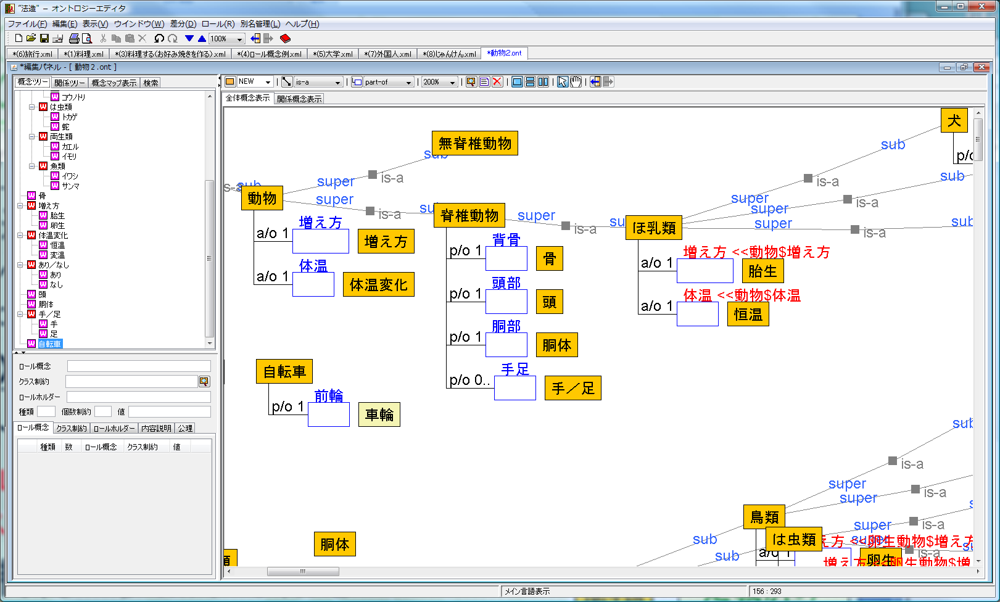 "法造" － オントロジーエディタ
ファイル(F) 編集(E) 表示(V) ウインドウ(W) 差分(D) ロール(R) 別名管理(L) ヘルプ(H)
100%
*(6)旅行.xml *(1)料理.xml *(3)料理する(お好み焼きを作る).xml *(4)ロール概念例.xml *(5)大学.xml *(7)外国人.xml *(8)じゃんけん.xml *動物2.ont
*編集パネル - [ 動物２.ont ]
概念ツリー 関係ツリー 概念マップ表示 検索
NEW is-a part-of 200%
全体概念表示 関係概念表示
コウノトリ
は虫類
トカゲ
蛇
両生類
カエル
イモリ
魚類
イワシ
サンマ
骨
増え方
胎生
卵生
体温変化
恒温
変温
あり／なし
あり
なし
頭
胴体
手／足
手
足
自転車
ロール概念
クラス制約
ロールホルダー
種類 個数制約 値
ロール概念 クラス制約 ロールホルダー 内容説明 公理
種類 数 ロール概念 クラス制約 値
犬
p/o
無脊椎動物
sub
sub
is-a
super
sub
is-a
sub
動物
super
is-a
super
is-a
super
sub
脊椎動物
super
is-a
ほ乳類
super
is-a
super
sub
is-a
増え方
a/o 1
増え方
体温
a/o 1
体温変化
背骨
p/o 1
骨
頭部
p/o 1
頭
胴部
p/o 1
胴体
手足
p/o 0..
手／足
増え方 <<動物$増え方
a/o 1
胎生
体温 <<動物$体温
a/o 1
恒温
自転車
前輪
p/o 1
車輪
sub
is-a
super
is-a
super
鳥類
is-a
super
sub
は虫類
super
is-a
sub
え方 <<卵生動物$増え方
a/o 1
卵生
増え方 <<卵生動物$増
胴体
メイン言語表示
156 : 293